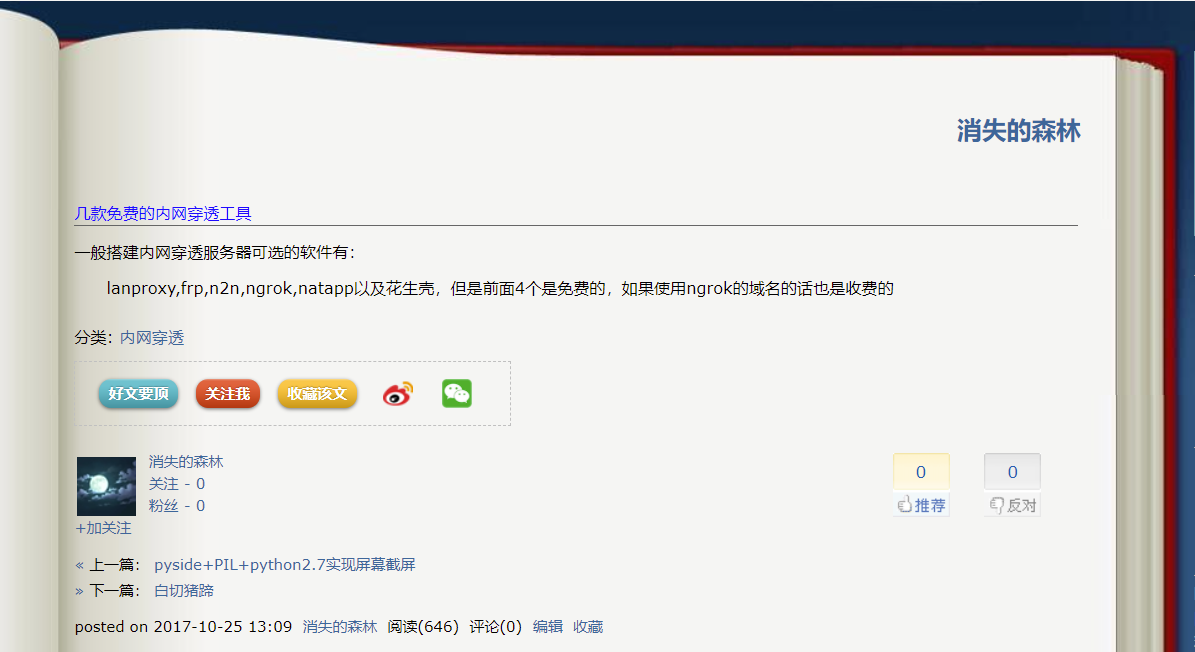 消失的森林
几款免费的内网穿透工具
一般搭建内网穿透服务器可选的软件有：
lanproxy,frp,n2n,ngrok,natapp以及花生壳，但是前面4个是免费的，如果使用ngrok的域名的话也是收费的
分类：内网穿透
好文要顶 关注我 收藏该文
消失的森林
关注 - 0
粉丝 - 0
+加关注
0 0
推荐 反对
« 上一篇： pyside+PIL+python2.7实现屏幕截屏
» 下一篇： 白切猪蹄
posted on 2017-10-25 13:09 消失的森林 阅读(646) 评论(0) 编辑 收藏